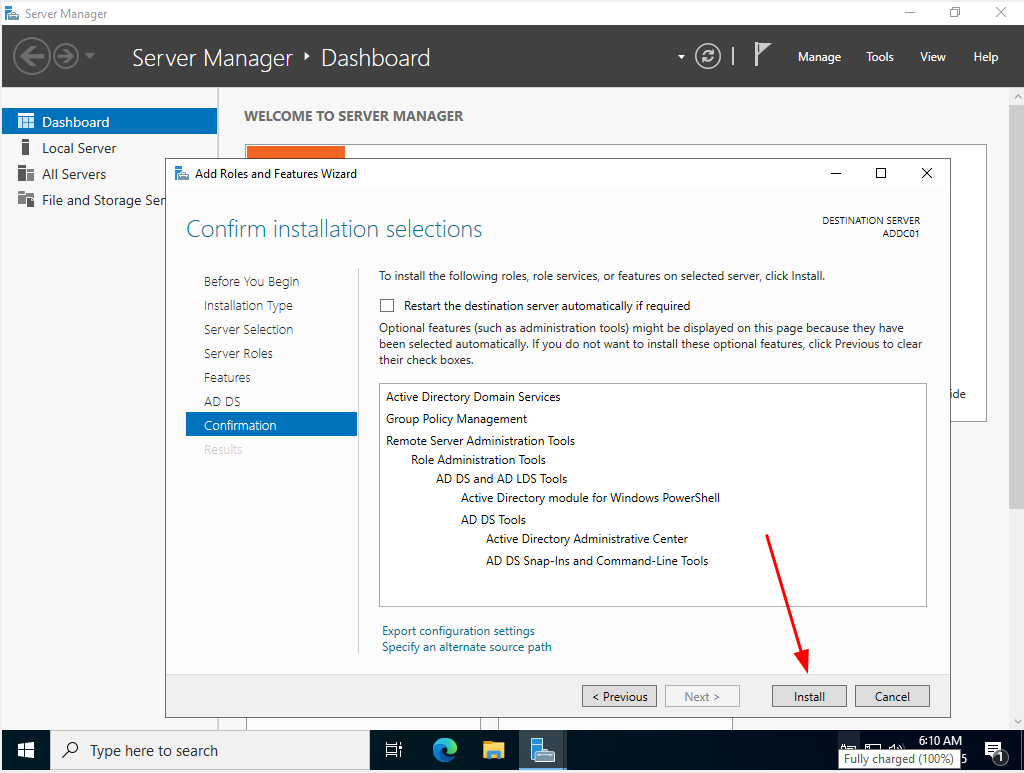 Server Manager
Server Manager • Dashboard
Manage Tools View Help
Dashboard
Local Server
All Servers
File and Storage Ser
WELCOME TO SERVER MANAGER
Add Roles and Features Wizard
Confirm installation selections
DESTINATION SERVER
ADDC01
Before You Begin
Installation Type
Server Selection
Server Roles
Features
AD DS
Confirmation
Results
To install the following roles, role services, or features on selected server, click Install.
Restart the destination server automatically if required
Optional features (such as administration tools) might be displayed on this page because they have
been selected automatically. If you do not want to install these optional features, click Previous to clear
their check boxes.
Active Directory Domain Services
Group Policy Management
Remote Server Administration Tools
Role Administration Tools
AD DS and AD LDS Tools
Active Directory module for Windows PowerShell
AD DS Tools
Active Directory Administrative Center
AD DS Snap-Ins and Command-Line Tools
ide
Export configuration settings
Specify an alternate source path
< Previous Next > Install Cancel
Type here to search
6:10 AM
5
Fully charged (100%)
1